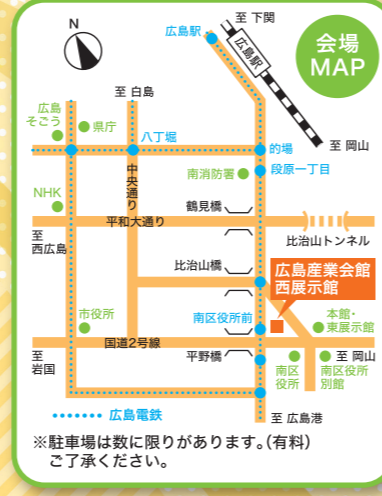 N
至 下関
広島駅
広島駅
会場
MAP
至 白島
広島
そごう
県庁
八丁堀
的場
至 岡山
中央通り
南消防署
段原一丁目
NHK
鶴見橋
平和大通り
至
西広島
比治山トンネル
比治山橋
広島産業会館
西展示館
市役所
南区役所前
本館・
東展示館
国道2号線
至
岩国
平野橋
南区
役所
南区役所
別館
至 岡山
広島電鉄
至 広島港
※駐車場は数に限りがあります。(有料)
ご了承ください。